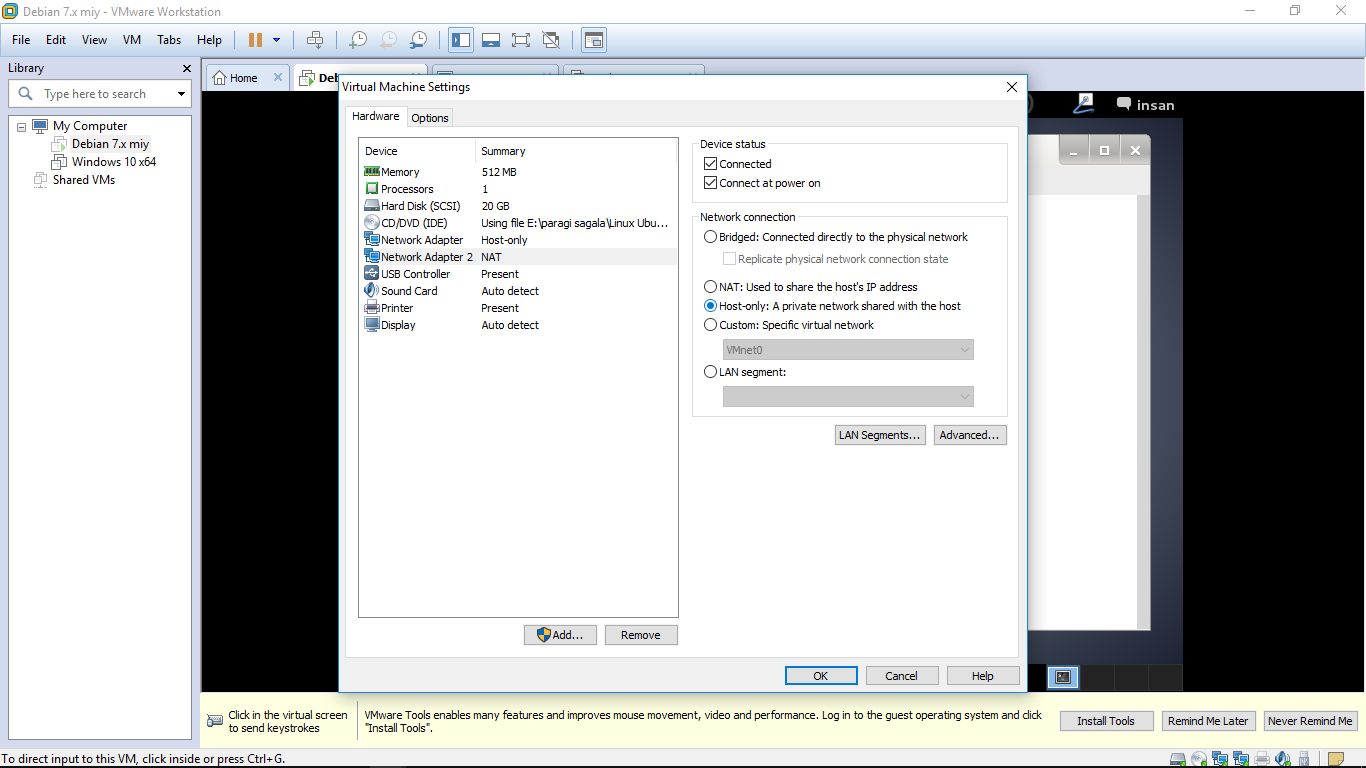 Debian 7.x miy - VMware Workstation
File Edit View VM Tabs Help
Library
Type here to search
My Computer
Debian 7.x miy
Windows 10 x64
Shared VMs
Home
Deb
insan
Virtual Machine Settings
Hardware Options
Device Summary
Memory 512 MB
Processors 1
Hard Disk (SCSI) 20 GB
CD/DVD (IDE) Using file E:\paragi sagala\Linux Ubu...
Network Adapter Host-only
Network Adapter 2 NAT
USB Controller Present
Sound Card Auto detect
Printer Present
Display Auto detect
Add... Remove
Device status
Connected
Connect at power on
Network connection
Bridged: Connected directly to the physical network
Replicate physical network connection state
NAT: Used to share the host's IP address
Host-only: A private network shared with the host
Custom: Specific virtual network
VMnet0
LAN segment:
LAN Segments... Advanced...
OK Cancel Help
Click in the virtual screen
to send keystrokes
VMware Tools enables many features and improves mouse movement, video and performance. Log in to the guest operating system and click
"Install Tools".
Install Tools Remind Me Later Never Remind Me
To direct input to this VM, click inside or press Ctrl+G.